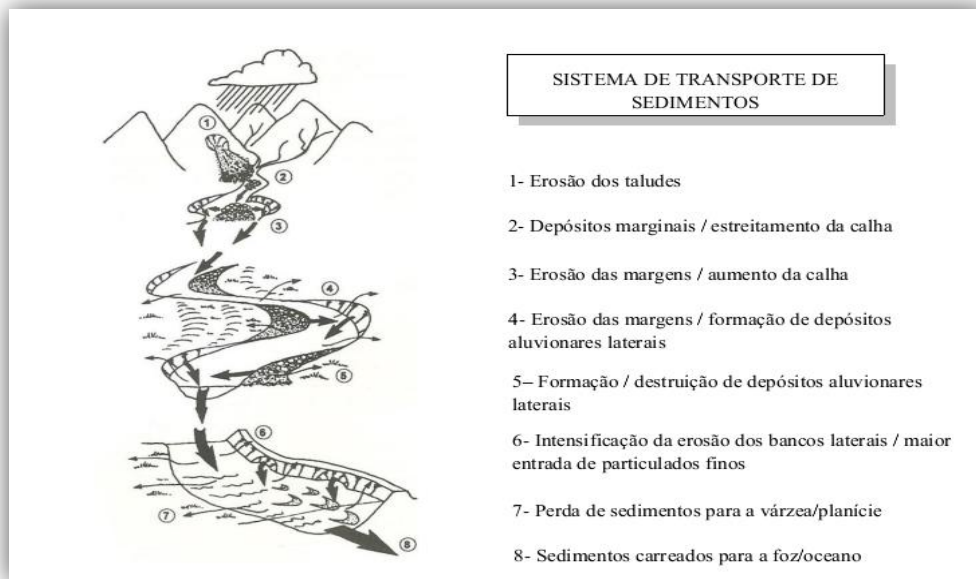 SISTEMA DE TRANSPORTE DE
SEDIMENTOS
1- Erosão dos taludes
2- Depósitos marginais / estreitamento da calha
3- Erosão das margens / aumento da calha
4- Erosão das margens / formação de depósitos
aluvionares laterais
5– Formação / destruição de depósitos aluvionares
laterais
6- Intensificação da erosão dos bancos laterais / maior
entrada de particulados finos
7- Perda de sedimentos para a várzea/planície
8- Sedimentos carreados para a foz/oceano
1
2
3
4
5
6
7
8